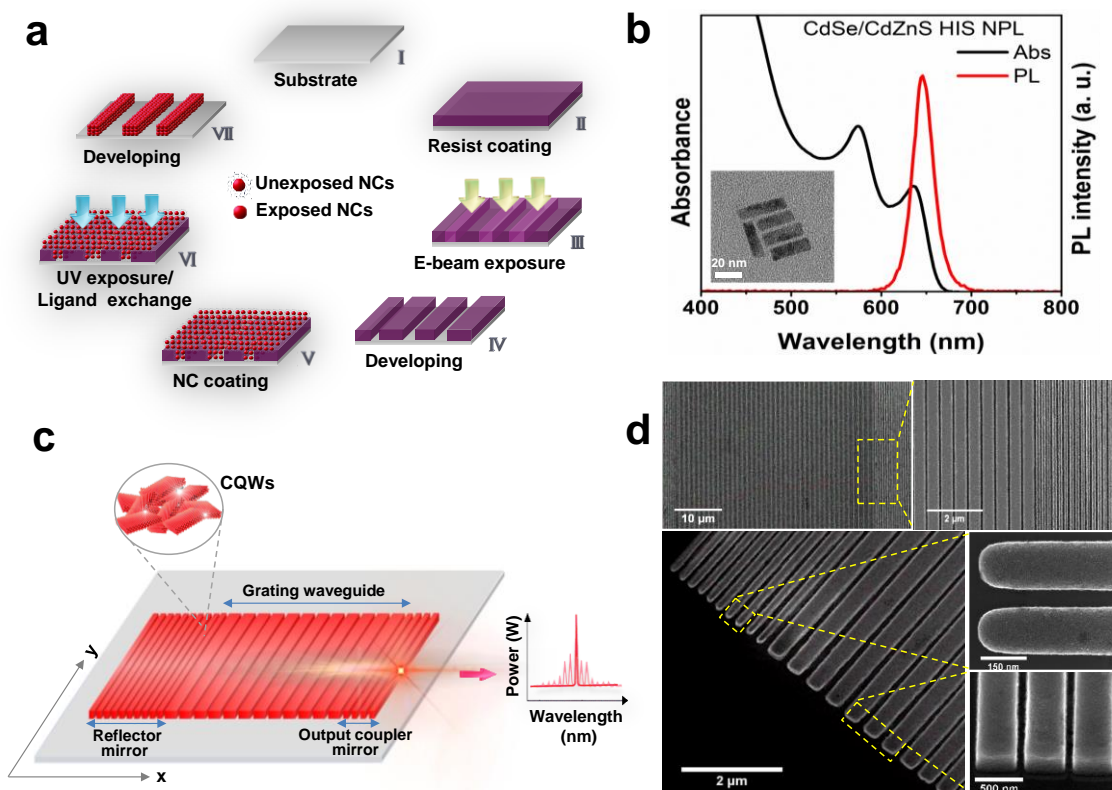 a
Substrate
I
II
Resist coating
III
E-beam exposure
IV
Developing
V
NC coating
VI
UV exposure/
Ligand exchange
VII
Developing
Unexposed NCs
Exposed NCs
b
CdSe/CdZnS HIS NPL
Abs
PL
Absorbance
PL intensity (a. u.)
20 nm
400 500 600 700 800
Wavelength (nm)
c
CQWs
Grating waveguide
Reflector
mirror
Output coupler
mirror
y
x
Power (W)
Wavelength
(nm)
d
10 µm
2 µm
2 µm
150 nm
500 nm